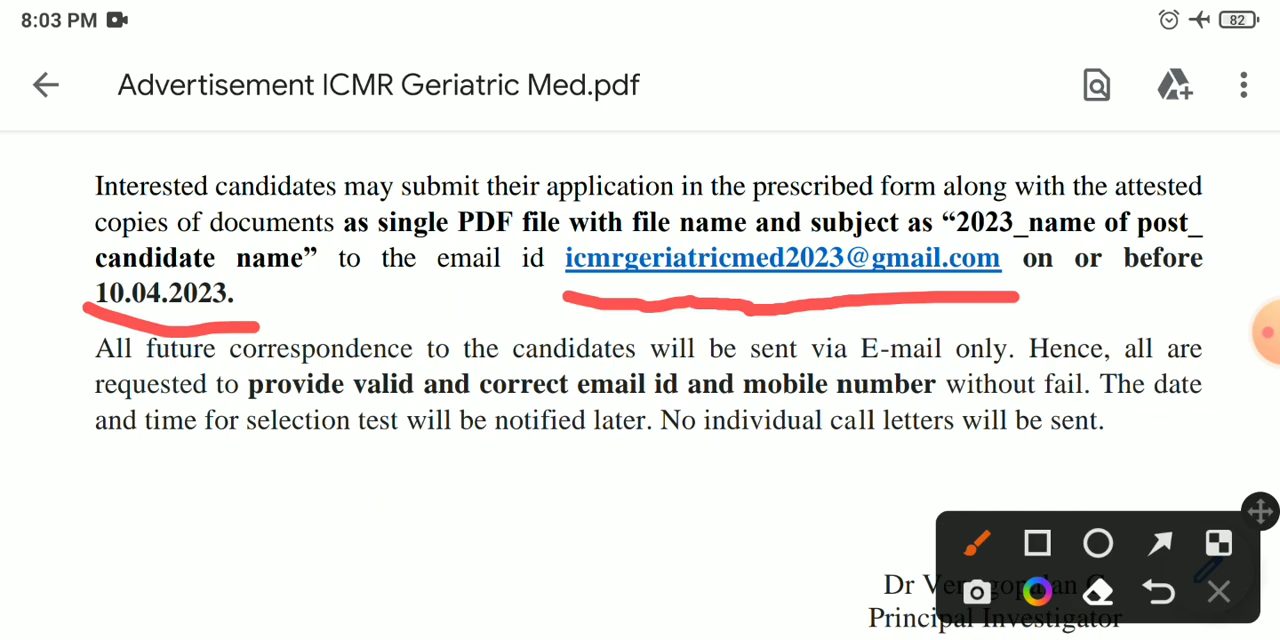 8:03 PM
82
Advertisement ICMR Geriatric Med.pdf
Interested candidates may submit their application in the prescribed form along with the attested
copies of documents as single PDF file with file name and subject as “2023_name of post_
candidate name” to the email id icmrgeriatricmed2023@gmail.com on or before
10.04.2023.
All future correspondence to the candidates will be sent via E-mail only. Hence, all are
requested to provide valid and correct email id and mobile number without fail. The date
and time for selection test will be notified later. No individual call letters will be sent.
Dr
Principal Investigator